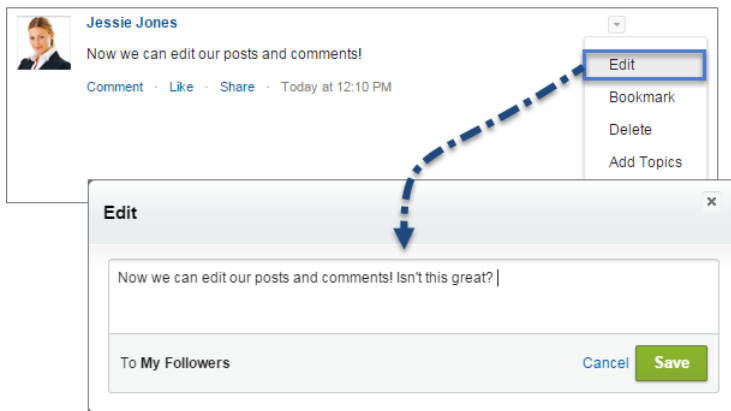 Jessie Jones
Now we can edit our posts and comments!
Comment · Like · Share · Today at 12:10 PM
Edit
Bookmark
Delete
Add Topics
Edit
Now we can edit our posts and comments! Isn't this great?
To My Followers
Cancel
Save